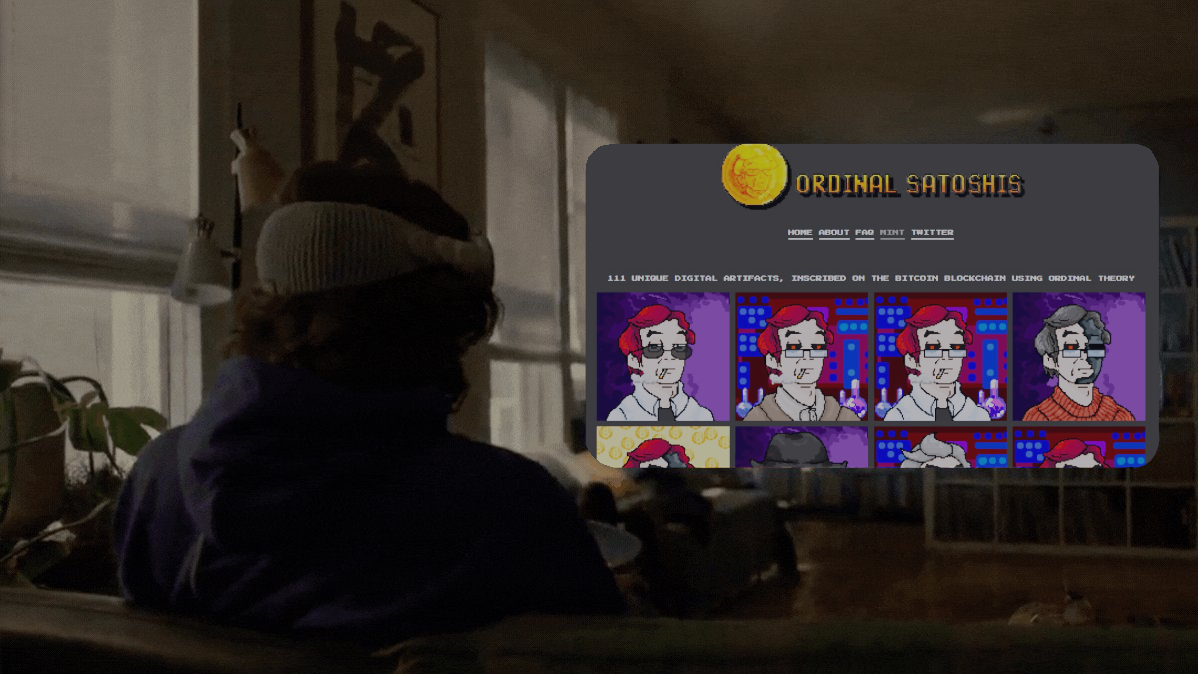 ORDINAL SATOSHIS
HOME ABOUT FAQ MINT TWITTER
111 UNIQUE DIGITAL ARTIFACTS, INSCRIBED ON THE BITCOIN BLOCKCHAIN USING ORDINAL THEORY